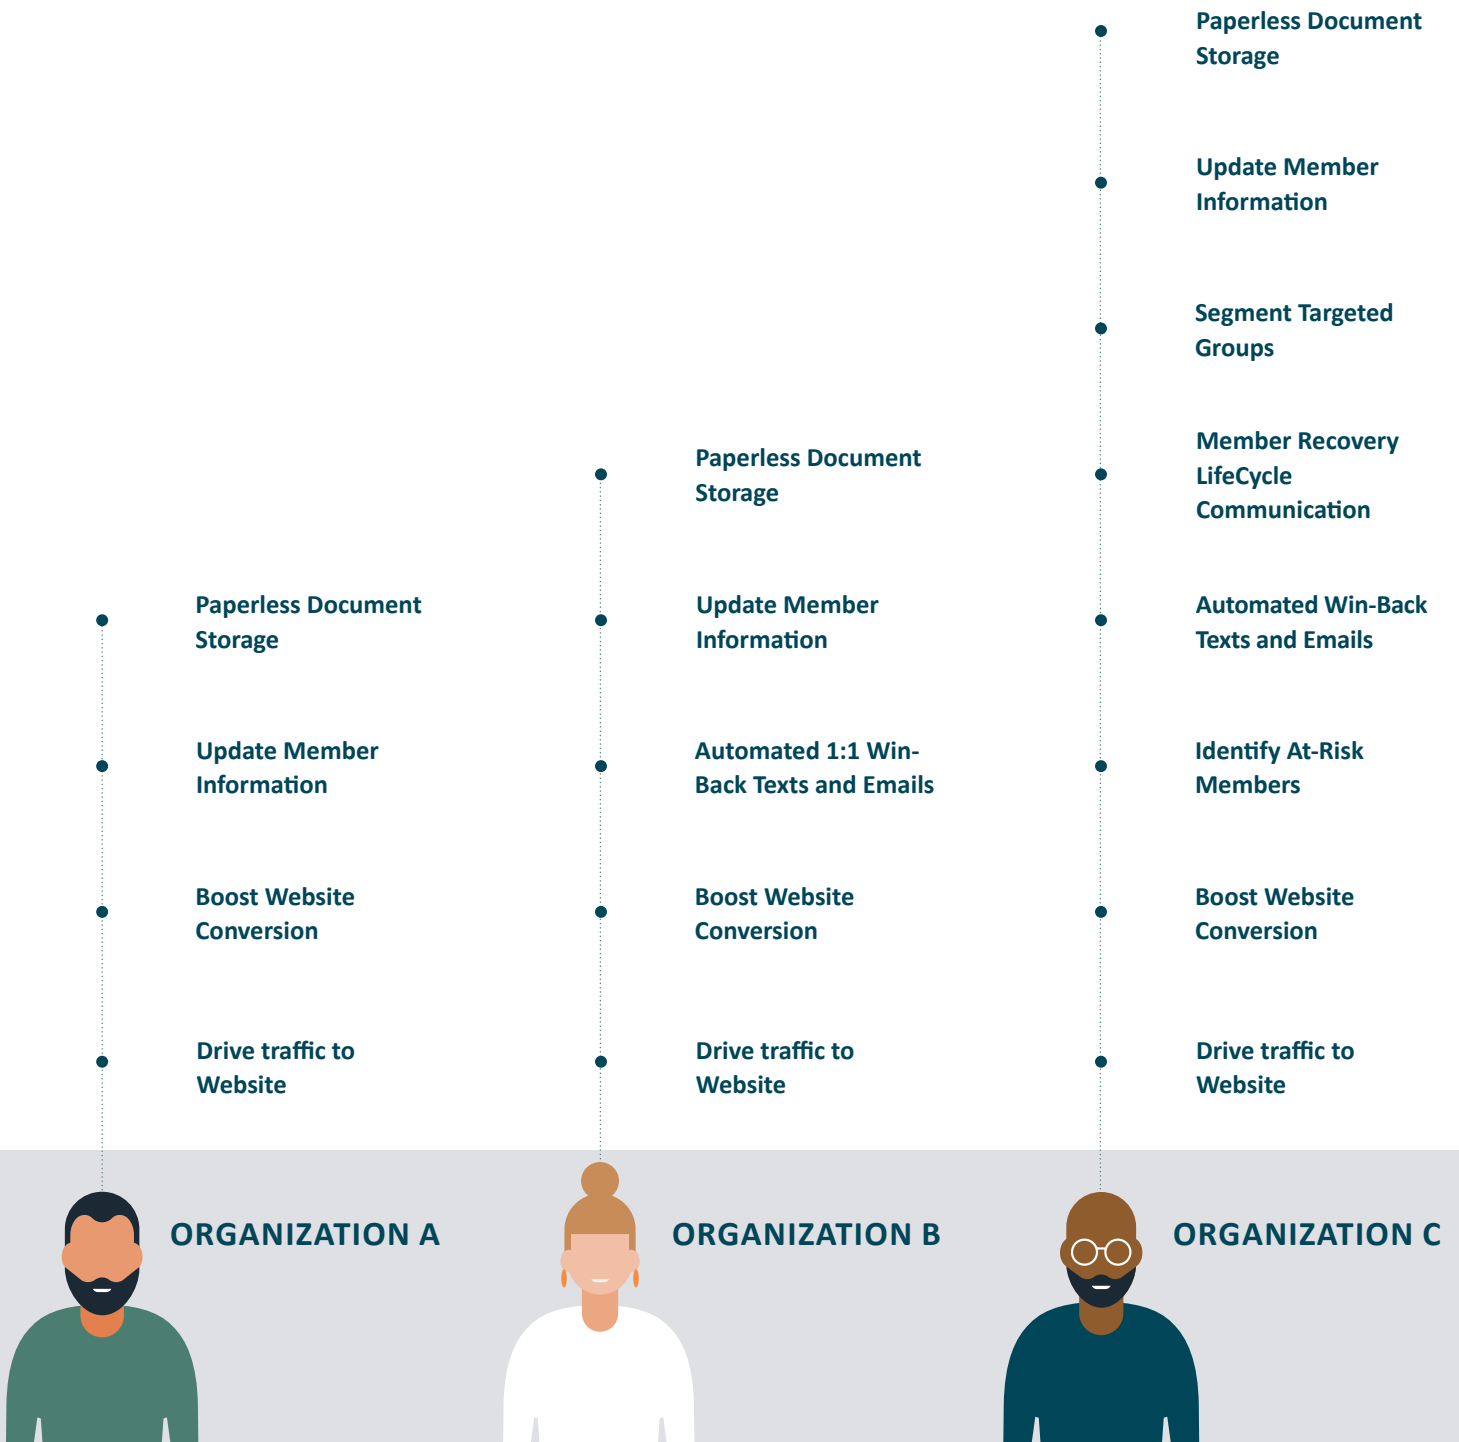 Paperless Document
Storage
Update Member
Information
Boost Website
Conversion
Drive traffic to
Website
ORGANIZATION A
Paperless Document
Storage
Update Member
Information
Automated 1:1 Win-
Back Texts and Emails
Boost Website
Conversion
Drive traffic to
Website
ORGANIZATION B
Paperless Document
Storage
Update Member
Information
Segment Targeted
Groups
Member Recovery
LifeCycle
Communication
Automated Win-Back
Texts and Emails
Identify At-Risk
Members
Boost Website
Conversion
Drive traffic to
Website
ORGANIZATION C